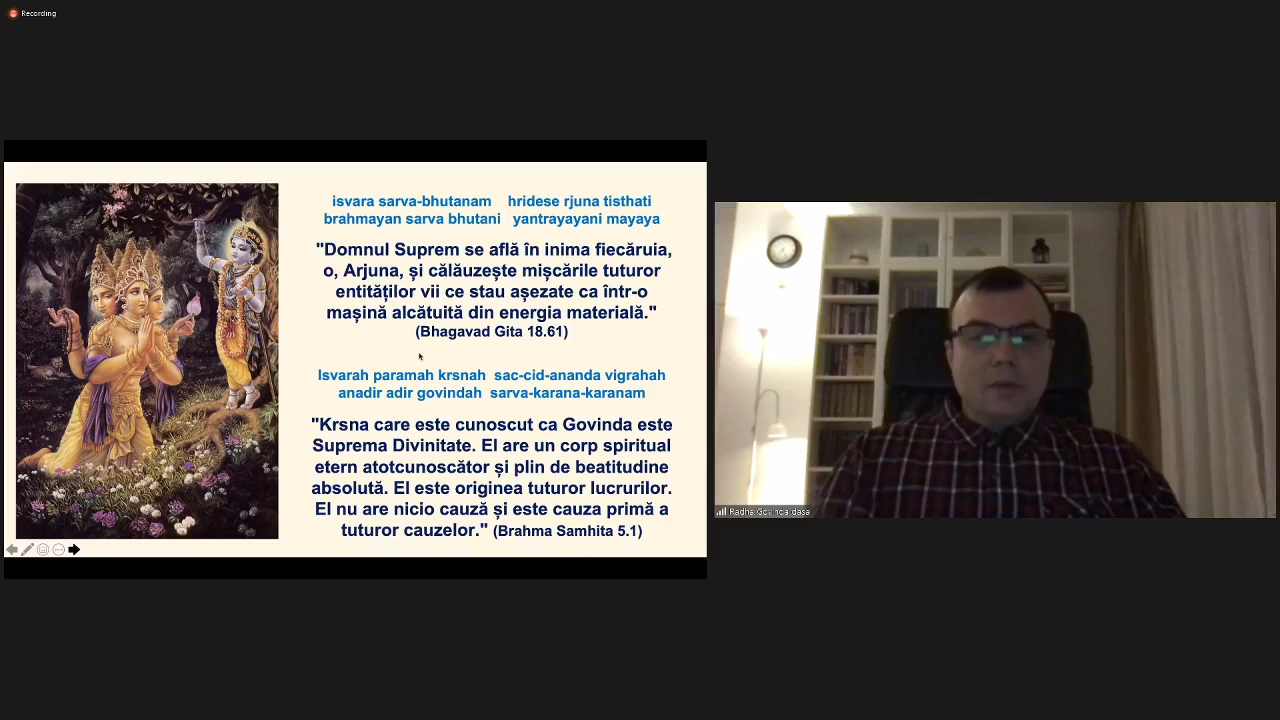 Recording
isvara sarva-bhutanam hridese rjuna tisthati
brahmayan sarva bhutani yantrayayani mayaya
"Domnul Suprem se află în inima fiecăruia,
o, Arjuna, și călăuzește mișcările tuturor
entităților vii ce stau așezate ca într-o
mașină alcătuită din energia materială."
(Bhagavad Gita 18.61)
Isvarah paramah krsnah sac-cid-ananda vigrahah
anadir adir govindah sarva-karana-karanam
"Krsna care este cunoscut ca Govinda este
Suprema Divinitate. El are un corp spiritual
etern atotcunoscător și plin de beatitudine
absolută. El este originea tuturor lucrurilor.
El nu are nicio cauză și este cauza primă a
tuturor cauzelor." (Brahma Samhita 5.1)
Radha Govinda dasa